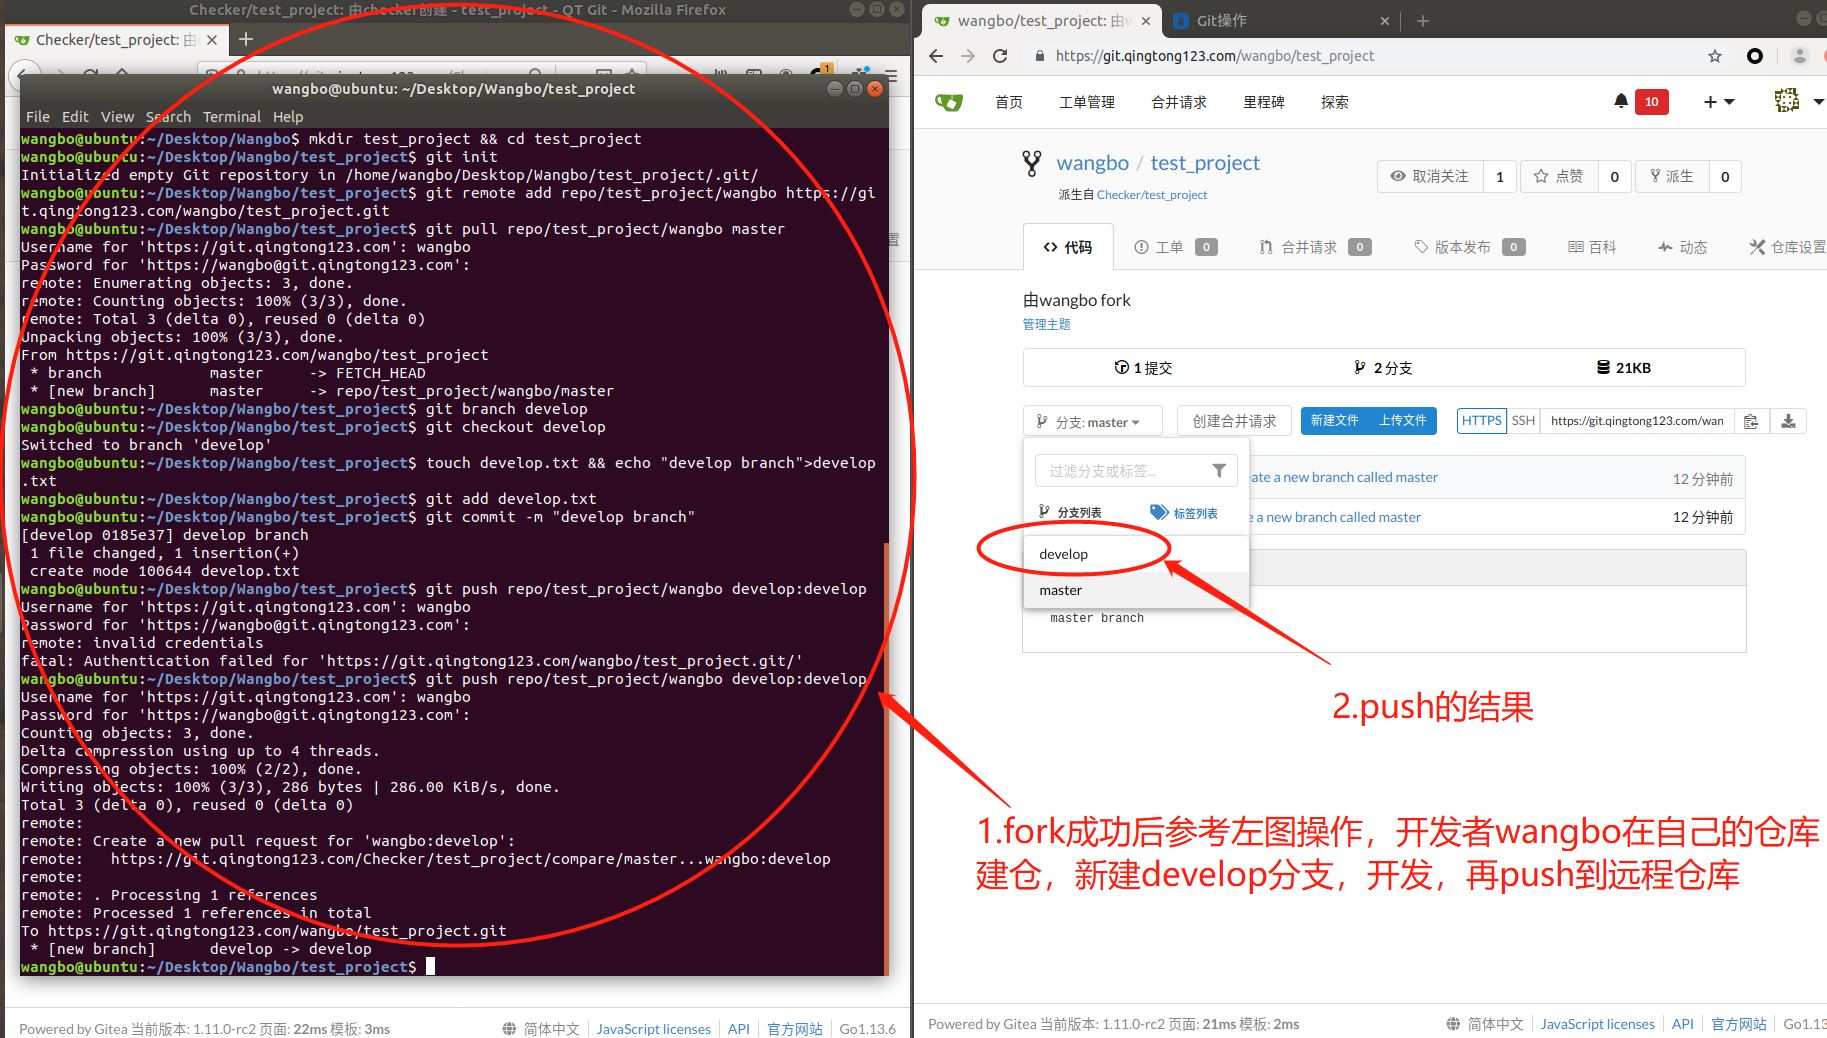 Checker/test_project: 由checker创建 - test_project - QT Git - Mozilla Firefox
Checker/test_project: 由
wangbo@ubuntu: ~/Desktop/Wangbo/test_project
File Edit View Search Terminal Help
wangbo@ubuntu:~/Desktop/Wangbo$ mkdir test_project && cd test_project
wangbo@ubuntu:~/Desktop/Wangbo/test_project$ git init
Initialized empty Git repository in /home/wangbo/Desktop/Wangbo/test_project/.git/
wangbo@ubuntu:~/Desktop/Wangbo/test_project$ git remote add repo/test_project/wangbo https://gi
t.qingtong123.com/wangbo/test_project.git
wangbo@ubuntu:~/Desktop/Wangbo/test_project$ git pull repo/test_project/wangbo master
Username for 'https://git.qingtong123.com': wangbo
Password for 'https://wangbo@git.qingtong123.com':
remote: Enumerating objects: 3, done.
remote: Counting objects: 100% (3/3), done.
remote: Total 3 (delta 0), reused 0 (delta 0)
Unpacking objects: 100% (3/3), done.
From https://git.qingtong123.com/wangbo/test_project
 * branch            master     -> FETCH_HEAD
 * [new branch]      master     -> repo/test_project/wangbo/master
wangbo@ubuntu:~/Desktop/Wangbo/test_project$ git branch develop
wangbo@ubuntu:~/Desktop/Wangbo/test_project$ git checkout develop
Switched to branch 'develop'
wangbo@ubuntu:~/Desktop/Wangbo/test_project$ touch develop.txt && echo "develop branch">develop
.txt
wangbo@ubuntu:~/Desktop/Wangbo/test_project$ git add develop.txt
wangbo@ubuntu:~/Desktop/Wangbo/test_project$ git commit -m "develop branch"
[develop 0185e37] develop branch
 1 file changed, 1 insertion(+)
 create mode 100644 develop.txt
wangbo@ubuntu:~/Desktop/Wangbo/test_project$ git push repo/test_project/wangbo develop:develop
Username for 'https://git.qingtong123.com': wangbo
Password for 'https://wangbo@git.qingtong123.com':
remote: invalid credentials
fatal: Authentication failed for 'https://git.qingtong123.com/wangbo/test_project.git/'
wangbo@ubuntu:~/Desktop/Wangbo/test_project$ git push repo/test_project/wangbo develop:develop
Username for 'https://git.qingtong123.com': wangbo
Password for 'https://wangbo@git.qingtong123.com':
Counting objects: 3, done.
Delta compression using up to 4 threads.
Compressing objects: 100% (2/2), done.
Writing objects: 100% (3/3), 286 bytes | 286.00 KiB/s, done.
Total 3 (delta 0), reused 0 (delta 0)
remote:
remote: Create a new pull request for 'wangbo:develop':
remote:   https://git.qingtong123.com/Checker/test_project/compare/master...wangbo:develop
remote:
remote: . Processing 1 references
remote: Processed 1 references in total
To https://git.qingtong123.com/wangbo/test_project.git
 * [new branch]      develop -> develop
wangbo@ubuntu:~/Desktop/Wangbo/test_project$
置
Powered by Gitea 当前版本: 1.11.0-rc2 页面: 22ms 模板: 3ms 简体中文 JavaScript licenses API 官方网站 Go1.13.6
wangbo/test_project: 由w Git操作
https://git.qingtong123.com/wangbo/test_project
首页 工单管理 合并请求 里程碑 探索 10
wangbo / test_project 取消关注 1 点赞 0 派生 0
派生自 Checker/test_project
代码 工单 0 合并请求 0 版本发布 0 百科 动态 仓库设置
由wangbo fork
管理主题
1 提交 2 分支 21KB
分支: master 创建合并请求 新建文件 上传文件 HTTPS SSH https://git.qingtong123.com/wan
过滤分支或标签...
ate a new branch called master 12 分钟前
分支列表 标签列表
e a new branch called master 12 分钟前
develop
master
master branch
2.push的结果
1.fork成功后参考左图操作，开发者wangbo在自己的仓库
建仓，新建develop分支，开发，再push到远程仓库
Powered by Gitea 当前版本: 1.11.0-rc2 页面: 21ms 模板: 2ms 简体中文 JavaScript licenses API 官方网站 Go1.13